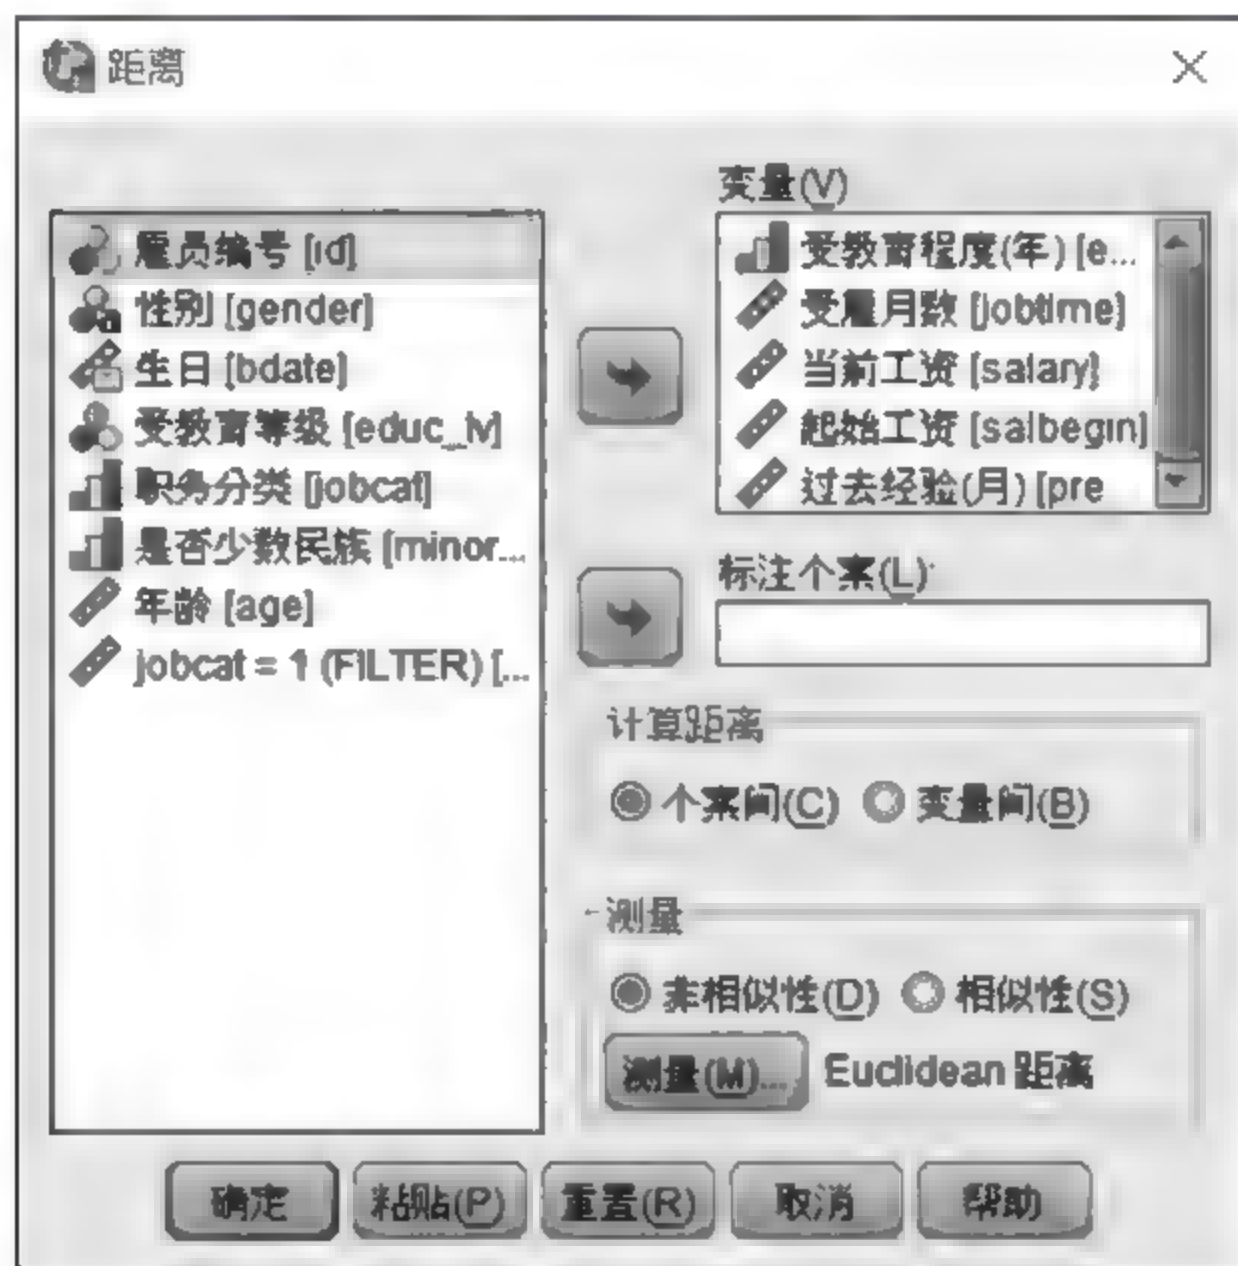 距离
变量(V)
雇员编号 [id]
性别 [gender]
生日 [bdate]
受教育等级 [educ_lv]
职务分类 [jobcat]
是否少数民族 [minor...
年龄 [age]
jobcat = 1 (FILTER) [...
受教育程度(年) [e...
受雇月数 [jobtime]
当前工资 [salary]
起始工资 [salbegin]
过去经验(月) [pre
标注个案(L)
计算距离
个案间(C) 变量间(B)
测量
非相似性(D) 相似性(S)
测量(M)... Euclidean 距离
确定 粘贴(P) 重置(R) 取消 帮助